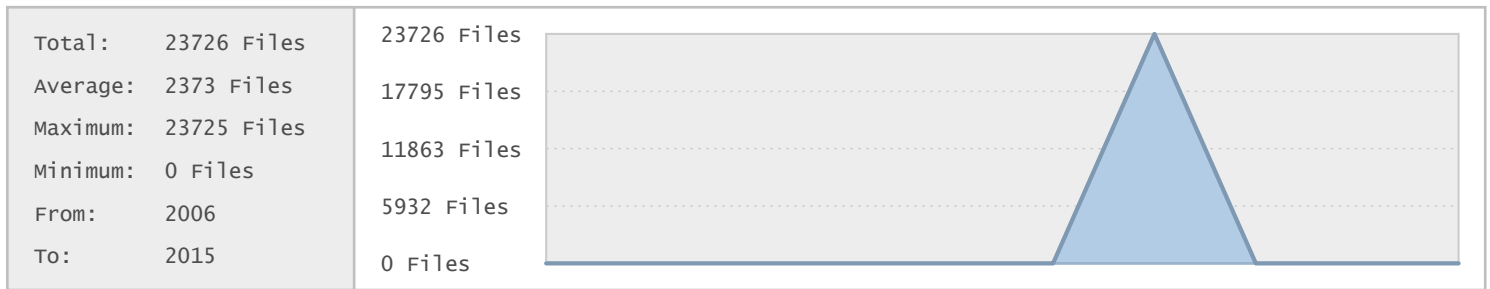 Total: 23726 Files
Average: 2373 Files
Maximum: 23725 Files
Minimum: 0 Files
From: 2006
To: 2015
23726 Files
17795 Files
11863 Files
5932 Files
0 Files